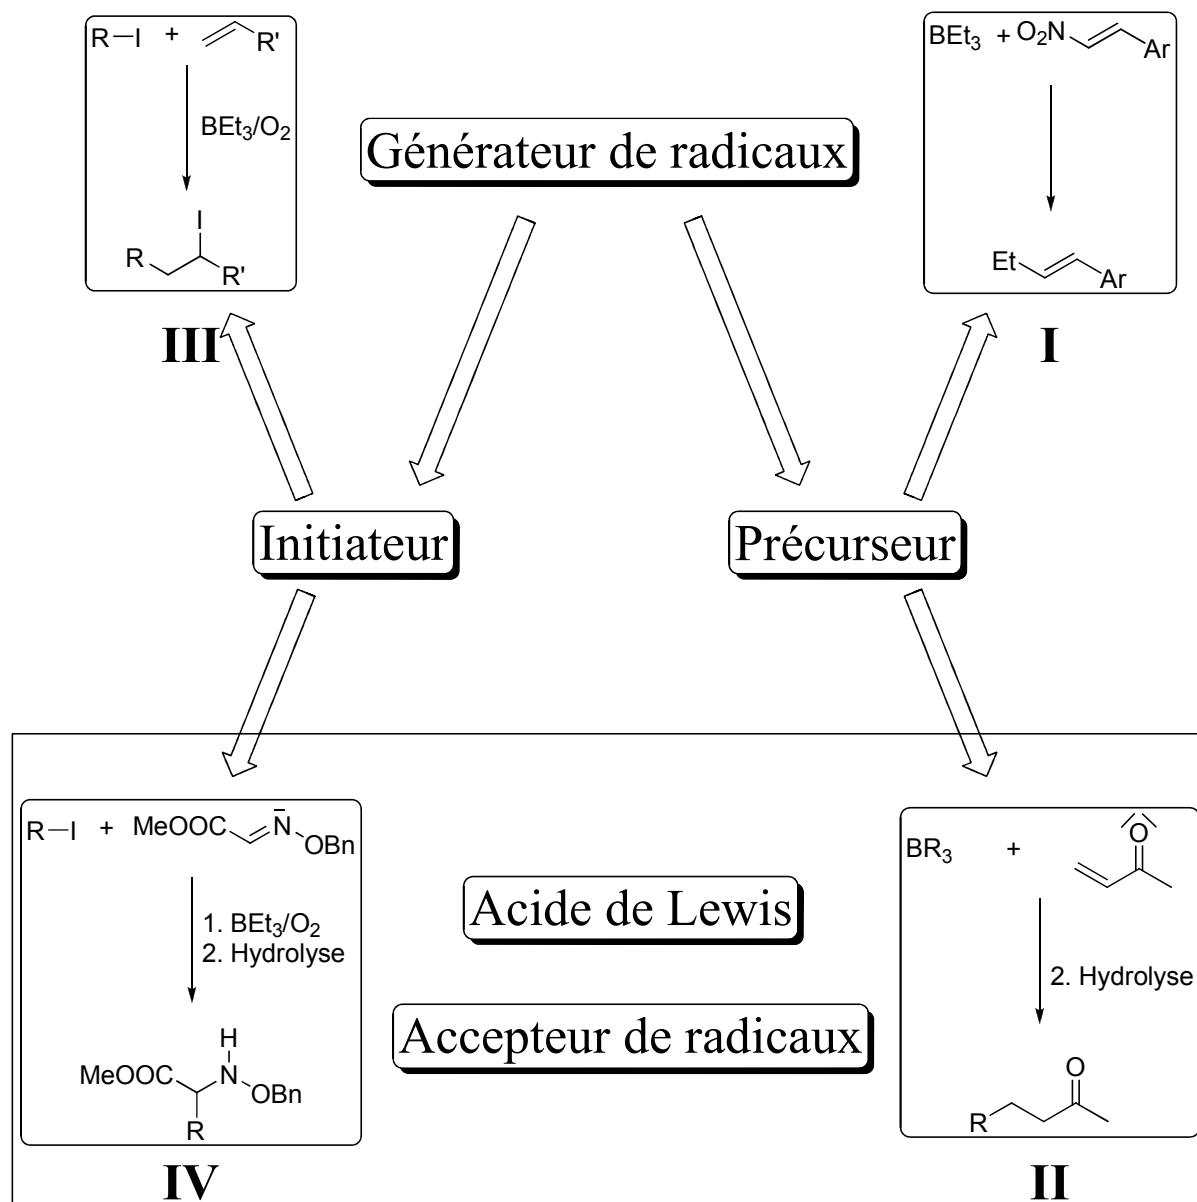 R–I + R'
BEt3/O2
I
R
R'
III
Générateur de radicaux
BEt3 + O2N
Ar
Et
Ar
I
Initiateur
Précurseur
R–I + MeOOC N
OBn
1. BEt3/O2
2. Hydrolyse
H
MeOOC N
OBn
R
IV
Acide de Lewis
Accepteur de radicaux
BR3 + O
2. Hydrolyse
O
R
II